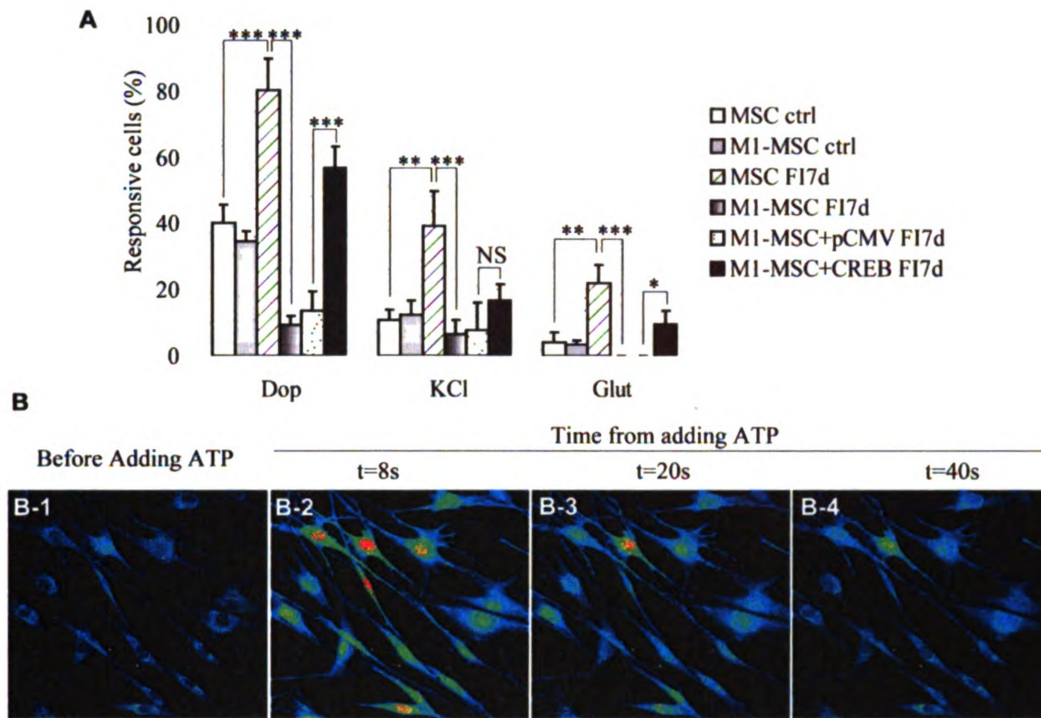 A
100
80
60
40
20
0
Responsive cells (%)
*** ***
***
** ***
NS
** ***
*
Dop KCl Glut
MSC ctrl
M1-MSC ctrl
MSC FI7d
M1-MSC FI7d
M1-MSC+pCMV FI7d
M1-MSC+CREB FI7d
B
Time from adding ATP
Before Adding ATP t=8s t=20s t=40s
B-1 B-2 B-3 B-4